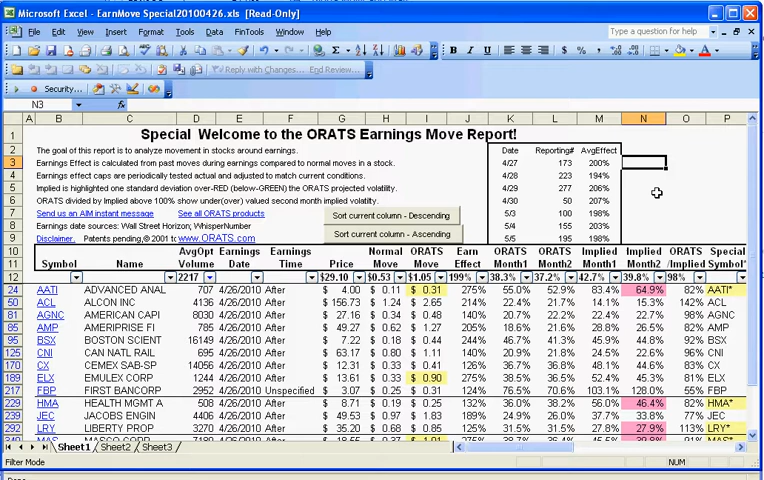 Microsoft Excel - EarnMove Special20100426.xls [Read-Only]
File Edit View Insert Format Tools Data FinTools Window Help Type a question for help
Reply with Changes... End Review...
Security...
N3 fx
A B C D E F G H I J K L M N O P
1 Special Welcome to the ORATS Earnings Move Report!
2 The goal of this report is to analyze movement in stocks around earning. Date Reporting# AvgEffect
3 Earnings Effect is calculated from past moves during earnings compared to normal moves in a stock. 4/27 173 200%
4 Earnings effect caps are periodically tested actual and adjusted to match current conditions. 4/28 223 194%
5 Implied is highlighted one standard deviation over-RED (below-GREEN) the ORATS projected volatility. 4/29 277 206%
6 ORATS divided by Implied above 100% show under(over) valued second month implied volatility. 4/30 50 207%
7 Send us an AIM instant message See all ORATS products Sort current column - Descending 5/3 100 198%
8 Earnings date sources: Wall Street Horizon; WhisperNumber 5/4 155 203%
9 Disclaimer. Patents pending,© 2001 to www.ORATS.com Sort current column - Ascending 5/5 195 198%
10 AvgOpt Earnings Earnings Normal ORATS Earn ORATS ORATS Implied Implied ORATS Special
11 Symbol Name Volume Date Time Price Move Move Effect Month1 Month2 Month1 Month2 /Implied Symbol*
12 2217 $29.10 $0.53 $1.05 199% 38.3% 37.2% 42.7% 39.8% 98%
24 AATI ADVANCED ANAL 707 4/26/2010 After $ 4.00 $ 0.11 $ 0.31 275% 55.0% 52.9% 83.4% 64.9% 82% AATI*
50 ACL ALCON INC 4136 4/26/2010 After $ 156.73 $ 1.24 $ 2.65 214% 22.4% 21.7% 14.1% 15.3% 142% ACL
81 AGNC AMERICAN CAPI 8030 4/26/2010 After $ 27.16 $ 0.34 $ 0.48 140% 20.7% 21.2% 22.4% 22.7% 98% AGNC
85 AMP AMERIPRISE FI 785 4/26/2010 After $ 49.27 $ 0.62 $ 1.27 205% 18.6% 21.6% 28.8% 26.5% 82% AMP
95 BSX BOSTON SCIENT 16149 4/26/2010 After $ 7.22 $ 0.18 $ 0.44 244% 46.7% 41.3% 45.9% 44.8% 92% BSX
125 CNI CAN NATL RAIL 695 4/26/2010 After $ 63.17 $ 0.80 $ 1.11 140% 20.9% 21.8% 24.5% 22.6% 96% CNI
170 CX CEMEX SAB-SP 14056 4/26/2010 After $ 12.31 $ 0.33 $ 0.41 126% 33.2% 36.9% 48.1% 44.6% 83% CX
189 ELX EMULEX CORP 1244 4/26/2010 After $ 13.61 $ 0.33 $ 0.90 275% 38.5% 36.5% 52.4% 45.3% 81% ELX
217 FBP FIRST BANCORP 2952 4/26/2010 Unspecified $ 3.07 $ 0.25 $ 0.31 124% 76.5% 70.6% 103.1% 128.0% 55% FBP
229 HMA HEALTH MGMT A 508 4/26/2010 After $ 8.71 $ 0.19 $ 0.25 132% 36.0% 38.2% 56.0% 46.4% 82% HMA*
239 JEC JACOBS ENGIN 4406 4/26/2010 After $ 49.53 $ 0.97 $ 1.83 189% 24.9% 26.0% 37.7% 33.8% 77% JEC
292 LRY LIBERTY PROP 3270 4/26/2010 After $ 35.20 $ 0.68 $ 0.85 125% 31.5% 31.5% 27.8% 27.9% 113% LRY*
Sheet1 Sheet2 Sheet3
Filter Mode NUM